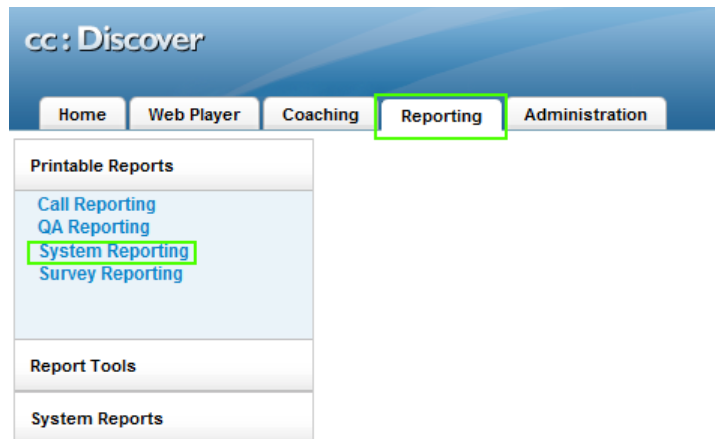 cc: Discover
Home Web Player Coaching Reporting Administration
Printable Reports
Call Reporting
QA Reporting
System Reporting
Survey Reporting
Report Tools
System Reports